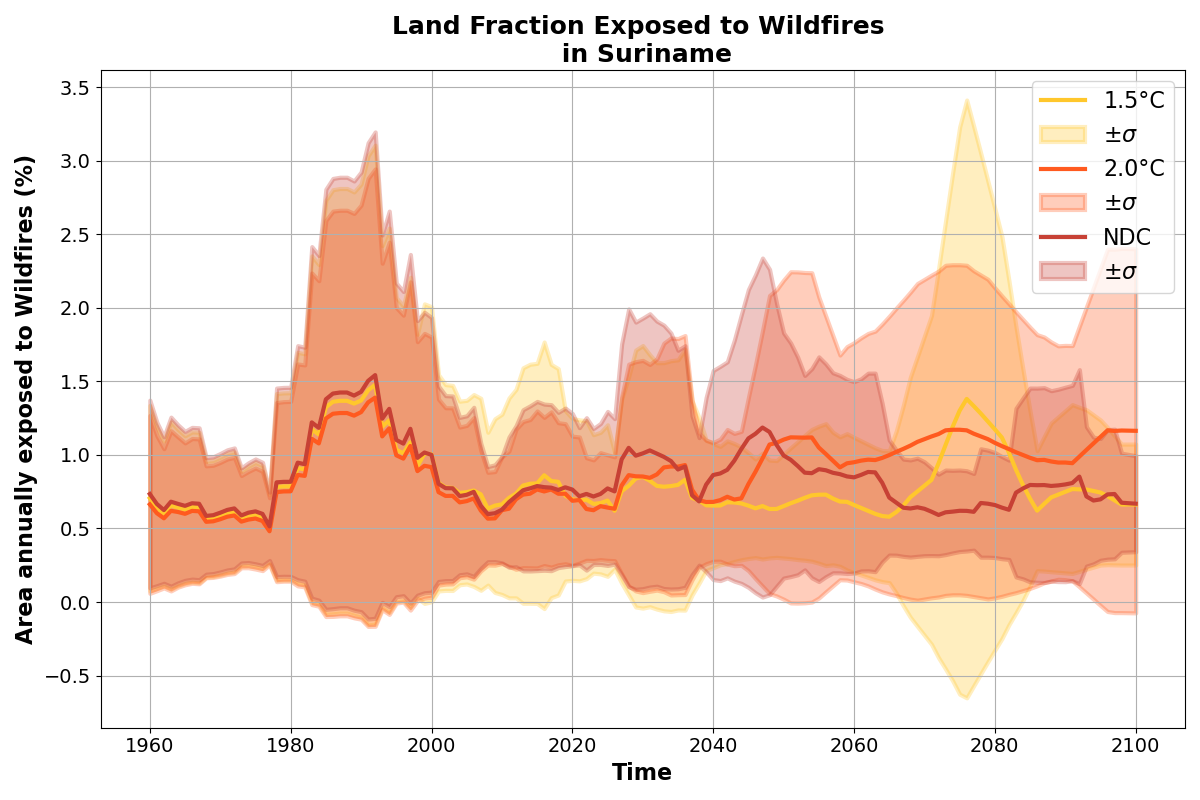 Land Fraction Exposed to Wildfires
in Suriname
Area annually exposed to Wildfires (%)
3.5
3.0
2.5
2.0
1.5
1.0
0.5
0.0
−0.5
1960
1980
2000
2020
2040
2060
2080
2100
Time
1.5°C
±σ
2.0°C
±σ
NDC
±σ